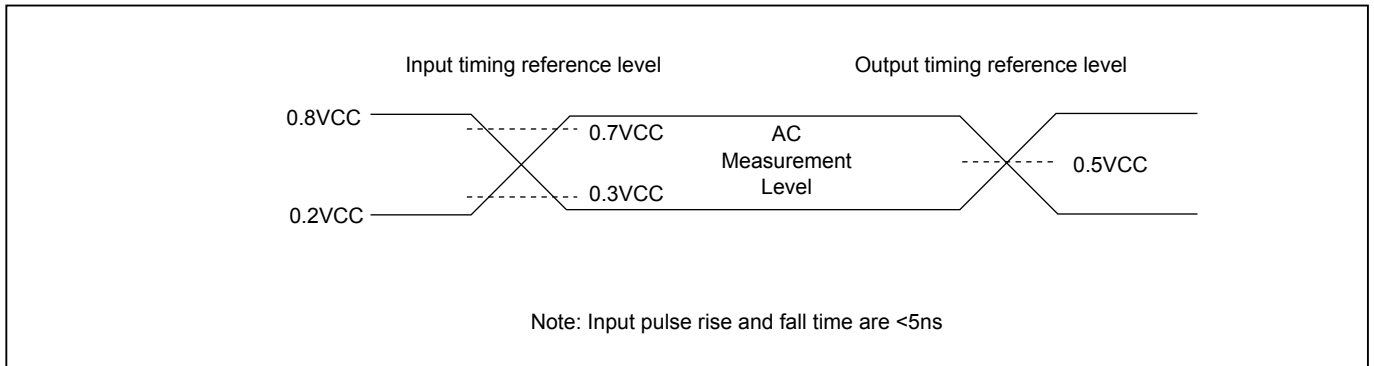 Input timing reference level
Output timing reference level
0.8VCC
0.7VCC
AC
Measurement
Level
0.5VCC
0.3VCC
0.2VCC
Note: Input pulse rise and fall time are <5ns